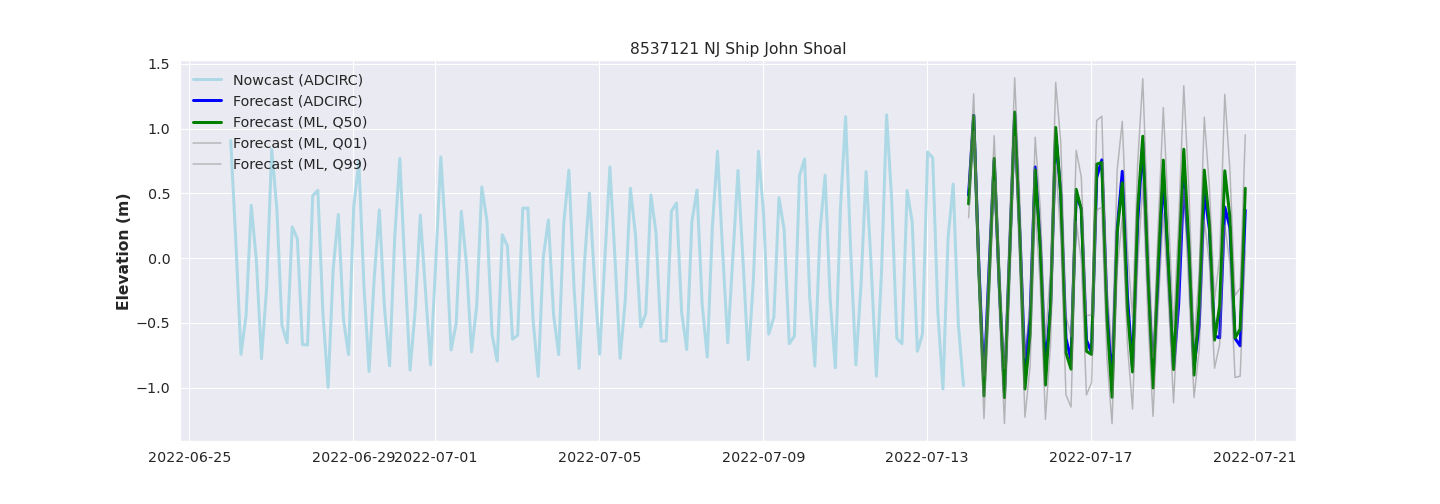 8537121 NJ Ship John Shoal
Nowcast (ADCIRC)
Forecast (ADCIRC)
Forecast (ML, Q50)
Forecast (ML, Q01)
Forecast (ML, Q99)
Elevation (m)
1.5
1.0
0.5
0.0
−0.5
−1.0
2022-06-25
2022-06-29
2022-07-01
2022-07-05
2022-07-09
2022-07-13
2022-07-17
2022-07-21